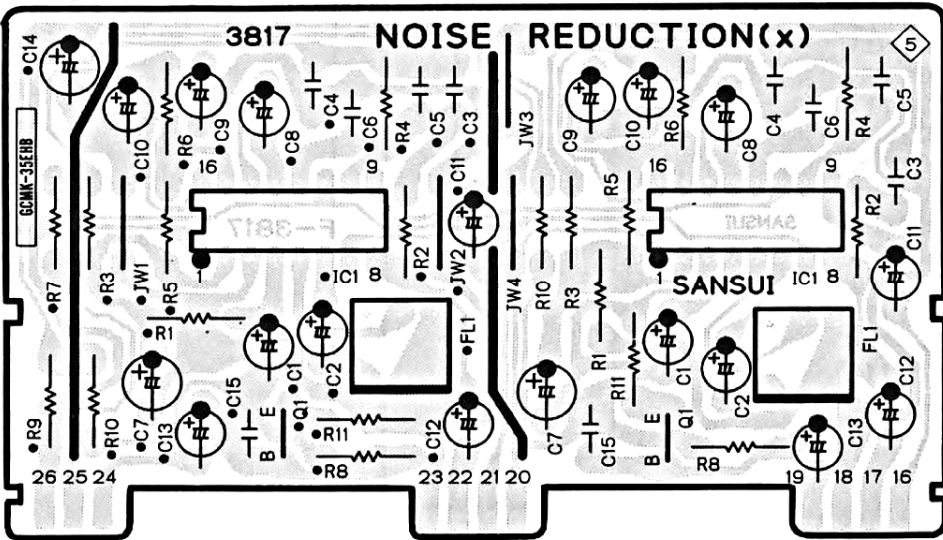 3817 NOISE REDUCTION(x) 5
C14
GCMK-35EHB
C10
R6
C9
C8
C4
C6
R4
C5
C3
JW3
C9
C10
R6
C8
C4
C6
R4
C5
16
9
C11
R5
16
9
C3
R2
C11
F-3817
SANSUI
1
IC1 8
R2
JW2
1
SANSUI
IC1 8
R7
R3
JW1
R5
JW4
R10
R3
R1
C1
C2
FL1
R1
R11
C1
C2
FL1
C12
R9
R10
C7
C13
C15
B E
Q1
R11
R8
C12
C7
C15
B E
Q1
R8
C13
26 25 24
23 22 21 20
19 18 17 16